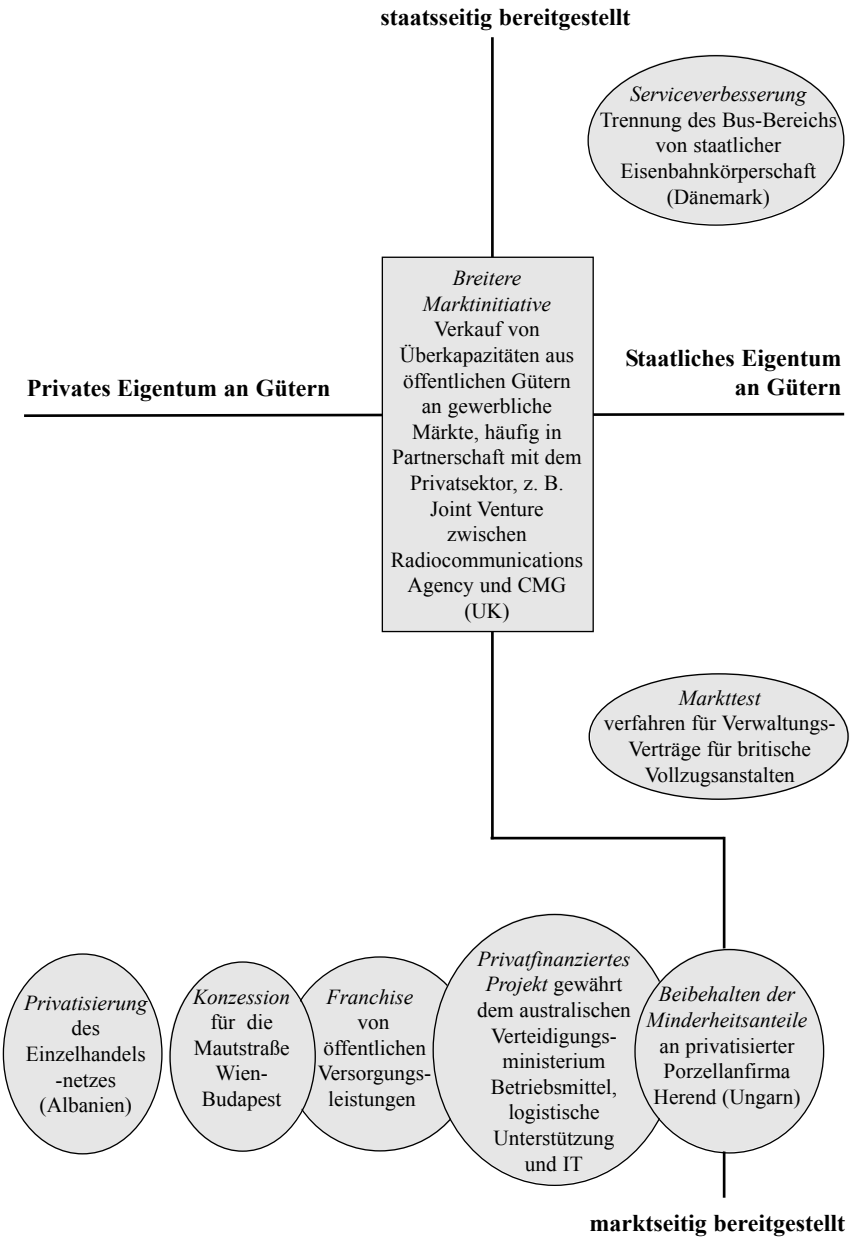 staatsseitig bereitgestellt
Serviceverbesserung
Trennung des Bus-Bereichs
von staatlicher
Eisenbahnkörperschaft
(Dänemark)
Breitere
Marktinitiative
Verkauf von
Überkapazitäten aus
öffentlichen Gütern
an gewerbliche
Märkte, häufig in
Partnerschaft mit dem
Privatsektor, z. B.
Joint Venture
zwischen
Radiocommunications
Agency und CMG
(UK)
Privates Eigentum an Gütern
Staatliches Eigentum
an Gütern
Markttest
verfahren für Verwaltungs-
Verträge für britische
Vollzugsanstalten
Privatisierung
des
Einzelhandels
-netzes
(Albanien)
Konzession
für die
Mautstraße
Wien-
Budapest
Franchise
von
öffentlichen
Versorgungs-
leistungen
Privatfinanziertes
Projekt gewährt
dem australischen
Verteidigungs-
ministerium
Betriebsmittel,
logistische
Unterstützung
und IT
Beibehalten der
Minderheitsanteile
an privatisierter
Porzellanfirma
Herend (Ungarn)
marktseitig bereitgestellt